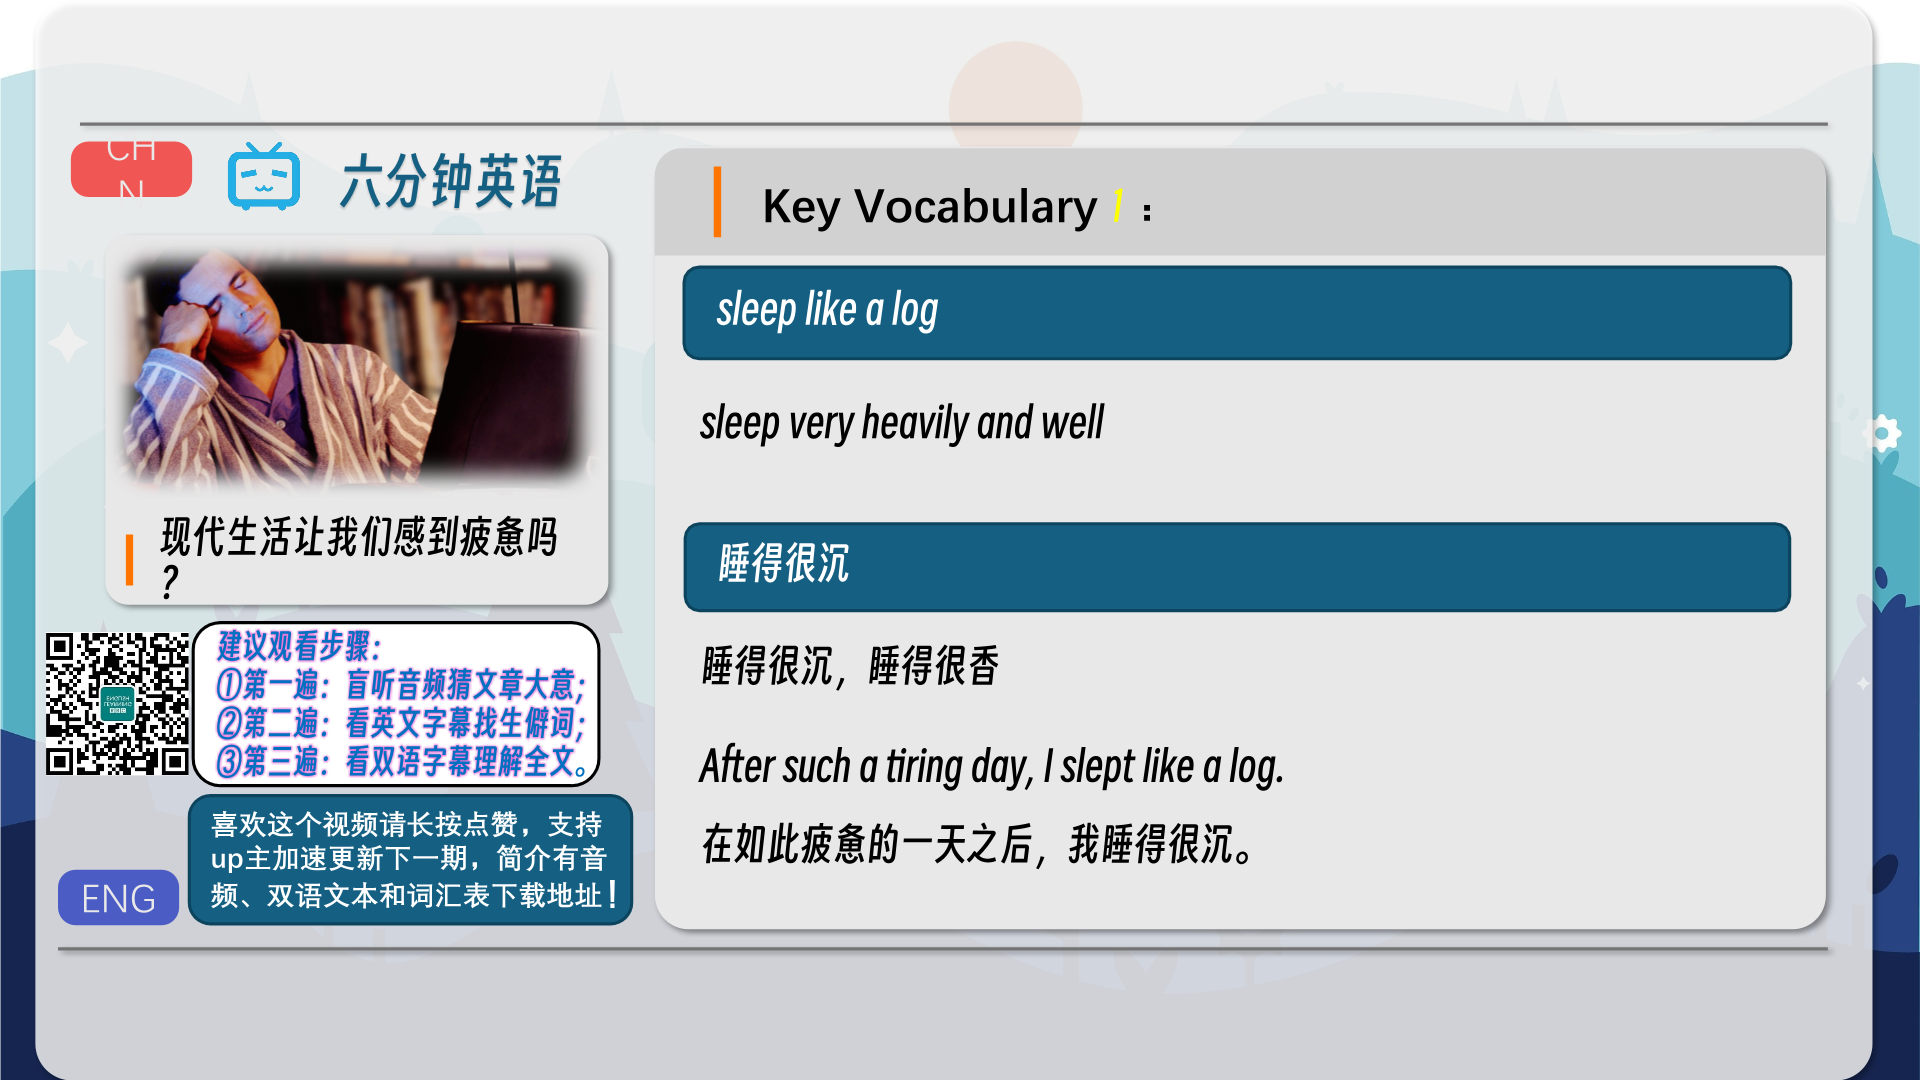 CH
N
六分钟英语
Key Vocabulary 1：
sleep like a log
sleep very heavily and well
现代生活让我们感到疲惫吗
？
睡得很沉
睡得很沉，睡得很香
After such a tiring day, I slept like a log.
在如此疲惫的一天之后，我睡得很沉。
建议观看步骤：
①第一遍：盲听音频猜文章大意；
②第二遍：看英文字幕找生僻词；
③第三遍：看双语字幕理解全文。
喜欢这个视频请长按点赞，支持
up主加速更新下一期，简介有音
频、双语文本和词汇表下载地址！
ENG